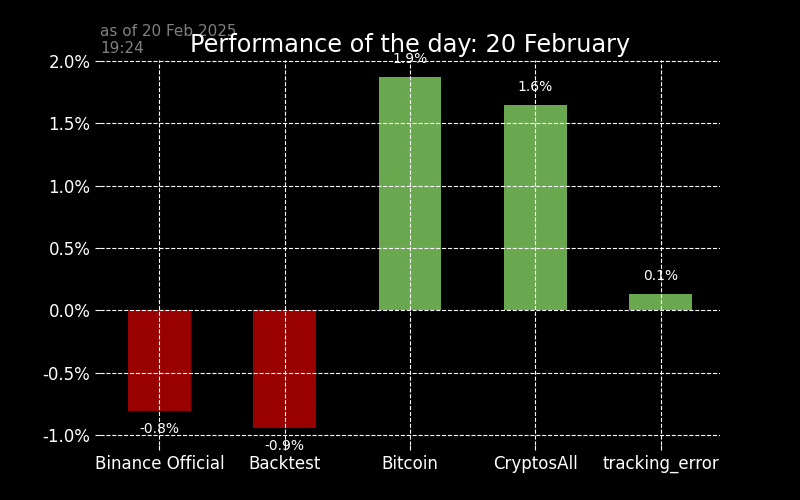 as of 20 Feb 2025
19:24
Performance of the day: 20 February
2.0%
1.5%
1.0%
0.5%
0.0%
-0.5%
-1.0%
-0.8%
-0.9%
1.9%
1.6%
0.1%
Binance Official
Backtest
Bitcoin
CryptosAll
tracking_error